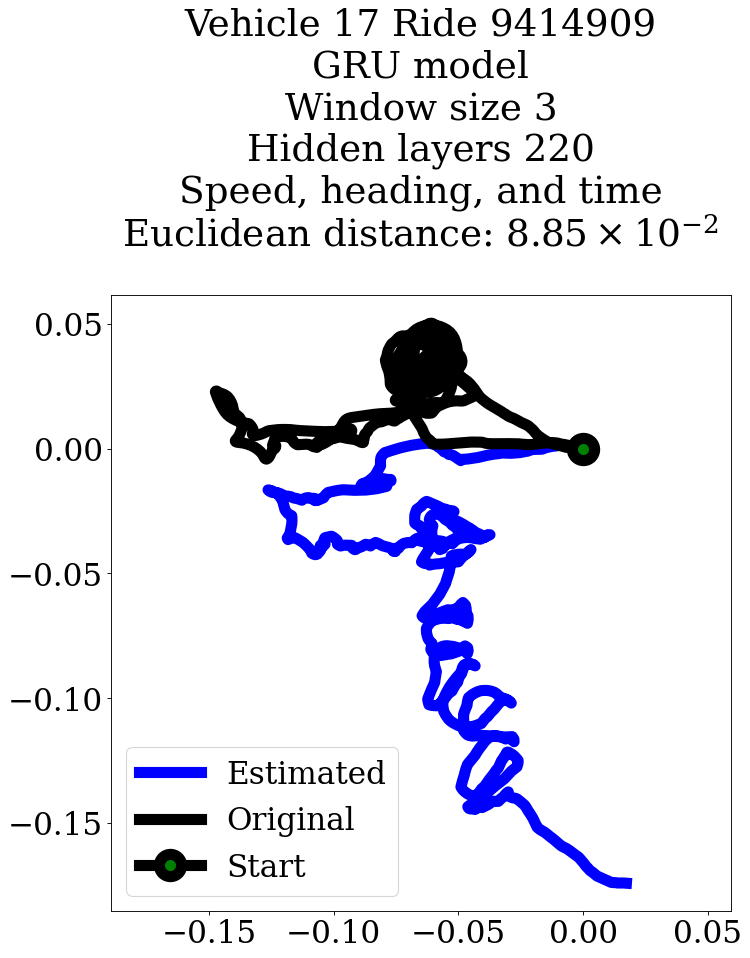 Vehicle 17 Ride 9414909
GRU model
Window size 3
Hidden layers 220
Speed, heading, and time
Euclidean distance: 8.85 × 10⁻²
0.05
0.00
−0.05
−0.10
−0.15
Estimated
Original
Start
−0.15 −0.10 −0.05 0.00 0.05